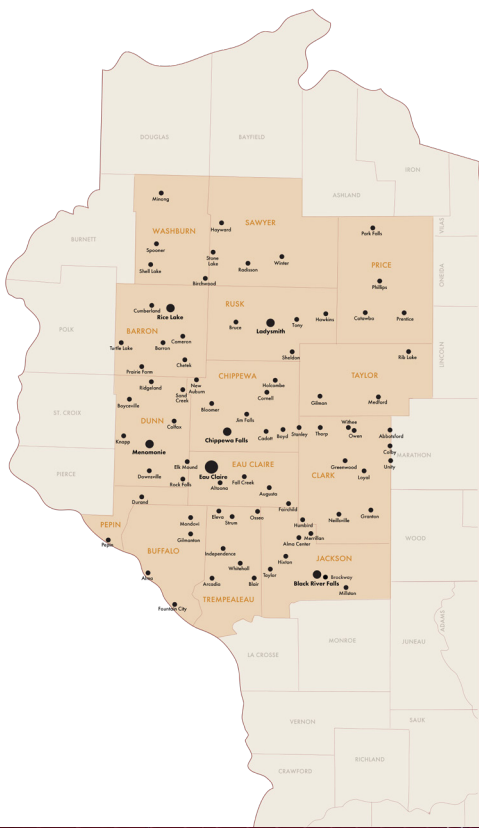 DOUGLAS
BAYFIELD
IRON
ASHLAND
Minong
SAWYER
VILAS
Hayward
WASHBURN
Park Falls
BURNETT
Spooner
Stone
Lake
Winter
PRICE
Shell Lake
Radisson
ONEIDA
Birchwood
Phillips
RUSK
Cumberland
Rice Lake
Hawkins
Catawba
Prentice
Bruce
Ladysmith
Tony
POLK
BARRON
Cameron
Turtle Lake
Barron
LINCOLN
Sheldon
Rib Lake
Chetek
Prairie Farm
CHIPPEWA
TAYLOR
Ridgeland
New
Auburn
Holcombe
Sand
Creek
Cornell
Boyceville
Bloomer
Gilman
Medford
ST. CROIX
Jim Falls
DUNN
Colfax
Withee
Owen
Chippewa Falls
Cadott
Boyd
Stanley
Thorp
Abbotsford
Knapp
Menomonie
Colby
MARATHON
Elk Mound
EAU CLAIRE
Greenwood
Unity
PIERCE
Downsville
Eau Claire
CLARK
Loyal
Rock Falls
Altoona
Fall Creek
Augusta
Durand
Fairchild
PEPIN
Mondovi
Eleva
Strum
Osseo
Neillsville
Granton
Humbird
Pepin
Gilmanton
Merrillan
WOOD
Alma Center
BUFFALO
Independence
Hixton
JACKSON
Whitehall
Taylor
Alma
Arcadia
Blair
Black River Falls
Brockway
Millston
TREMPEALEAU
Fountain City
ADAMS
MONROE
JUNEAU
LA CROSSE
VERNON
SAUK
RICHLAND
CRAWFORD